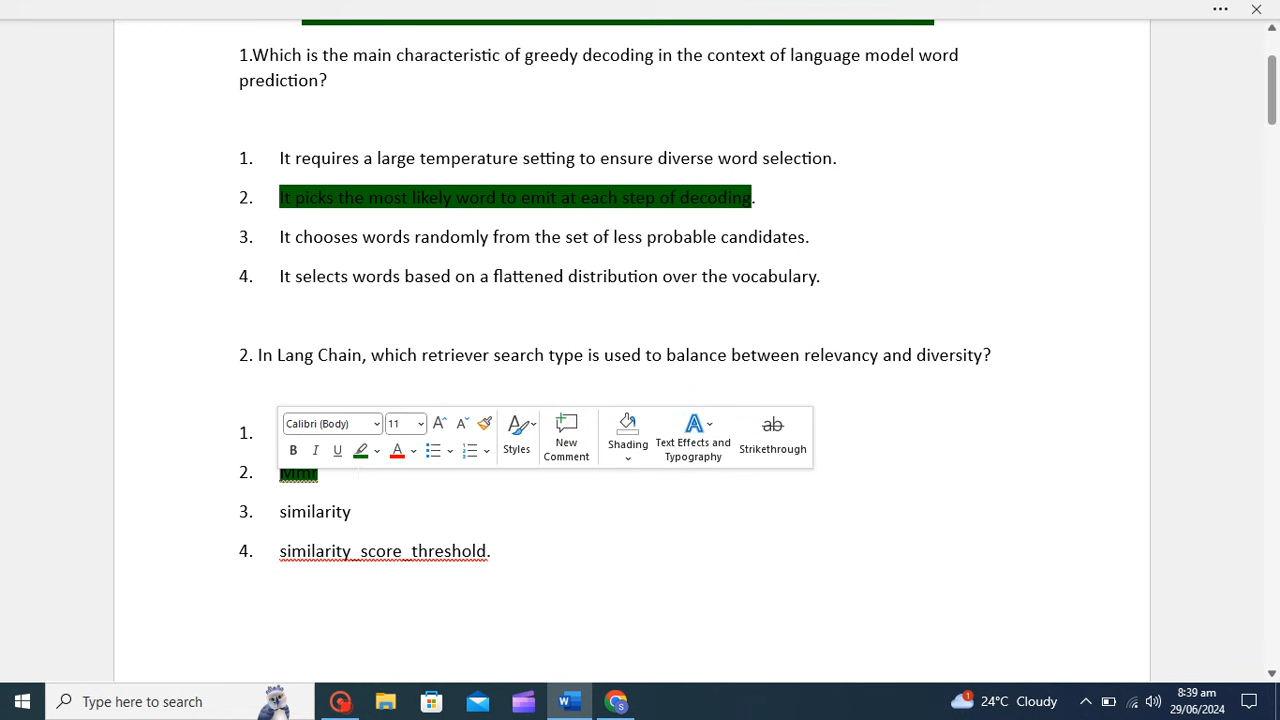 1.Which is the main characteristic of greedy decoding in the context of language model word
prediction?
1. It requires a large temperature setting to ensure diverse word selection.
2. It picks the most likely word to emit at each step of decoding.
3. It chooses words randomly from the set of less probable candidates.
4. It selects words based on a flattened distribution over the vocabulary.
2. In Lang Chain, which retriever search type is used to balance between relevancy and diversity?
1.
Calibri (Body) 11 A A
B I U A
Styles
New
Comment
Shading
A
Text Effects and
Typography
ab
Strikethrough
2. Mmr
3. similarity
4. similarity_score_threshold.
Type here to search
1
24°C Cloudy
8:39 am
29/06/2024